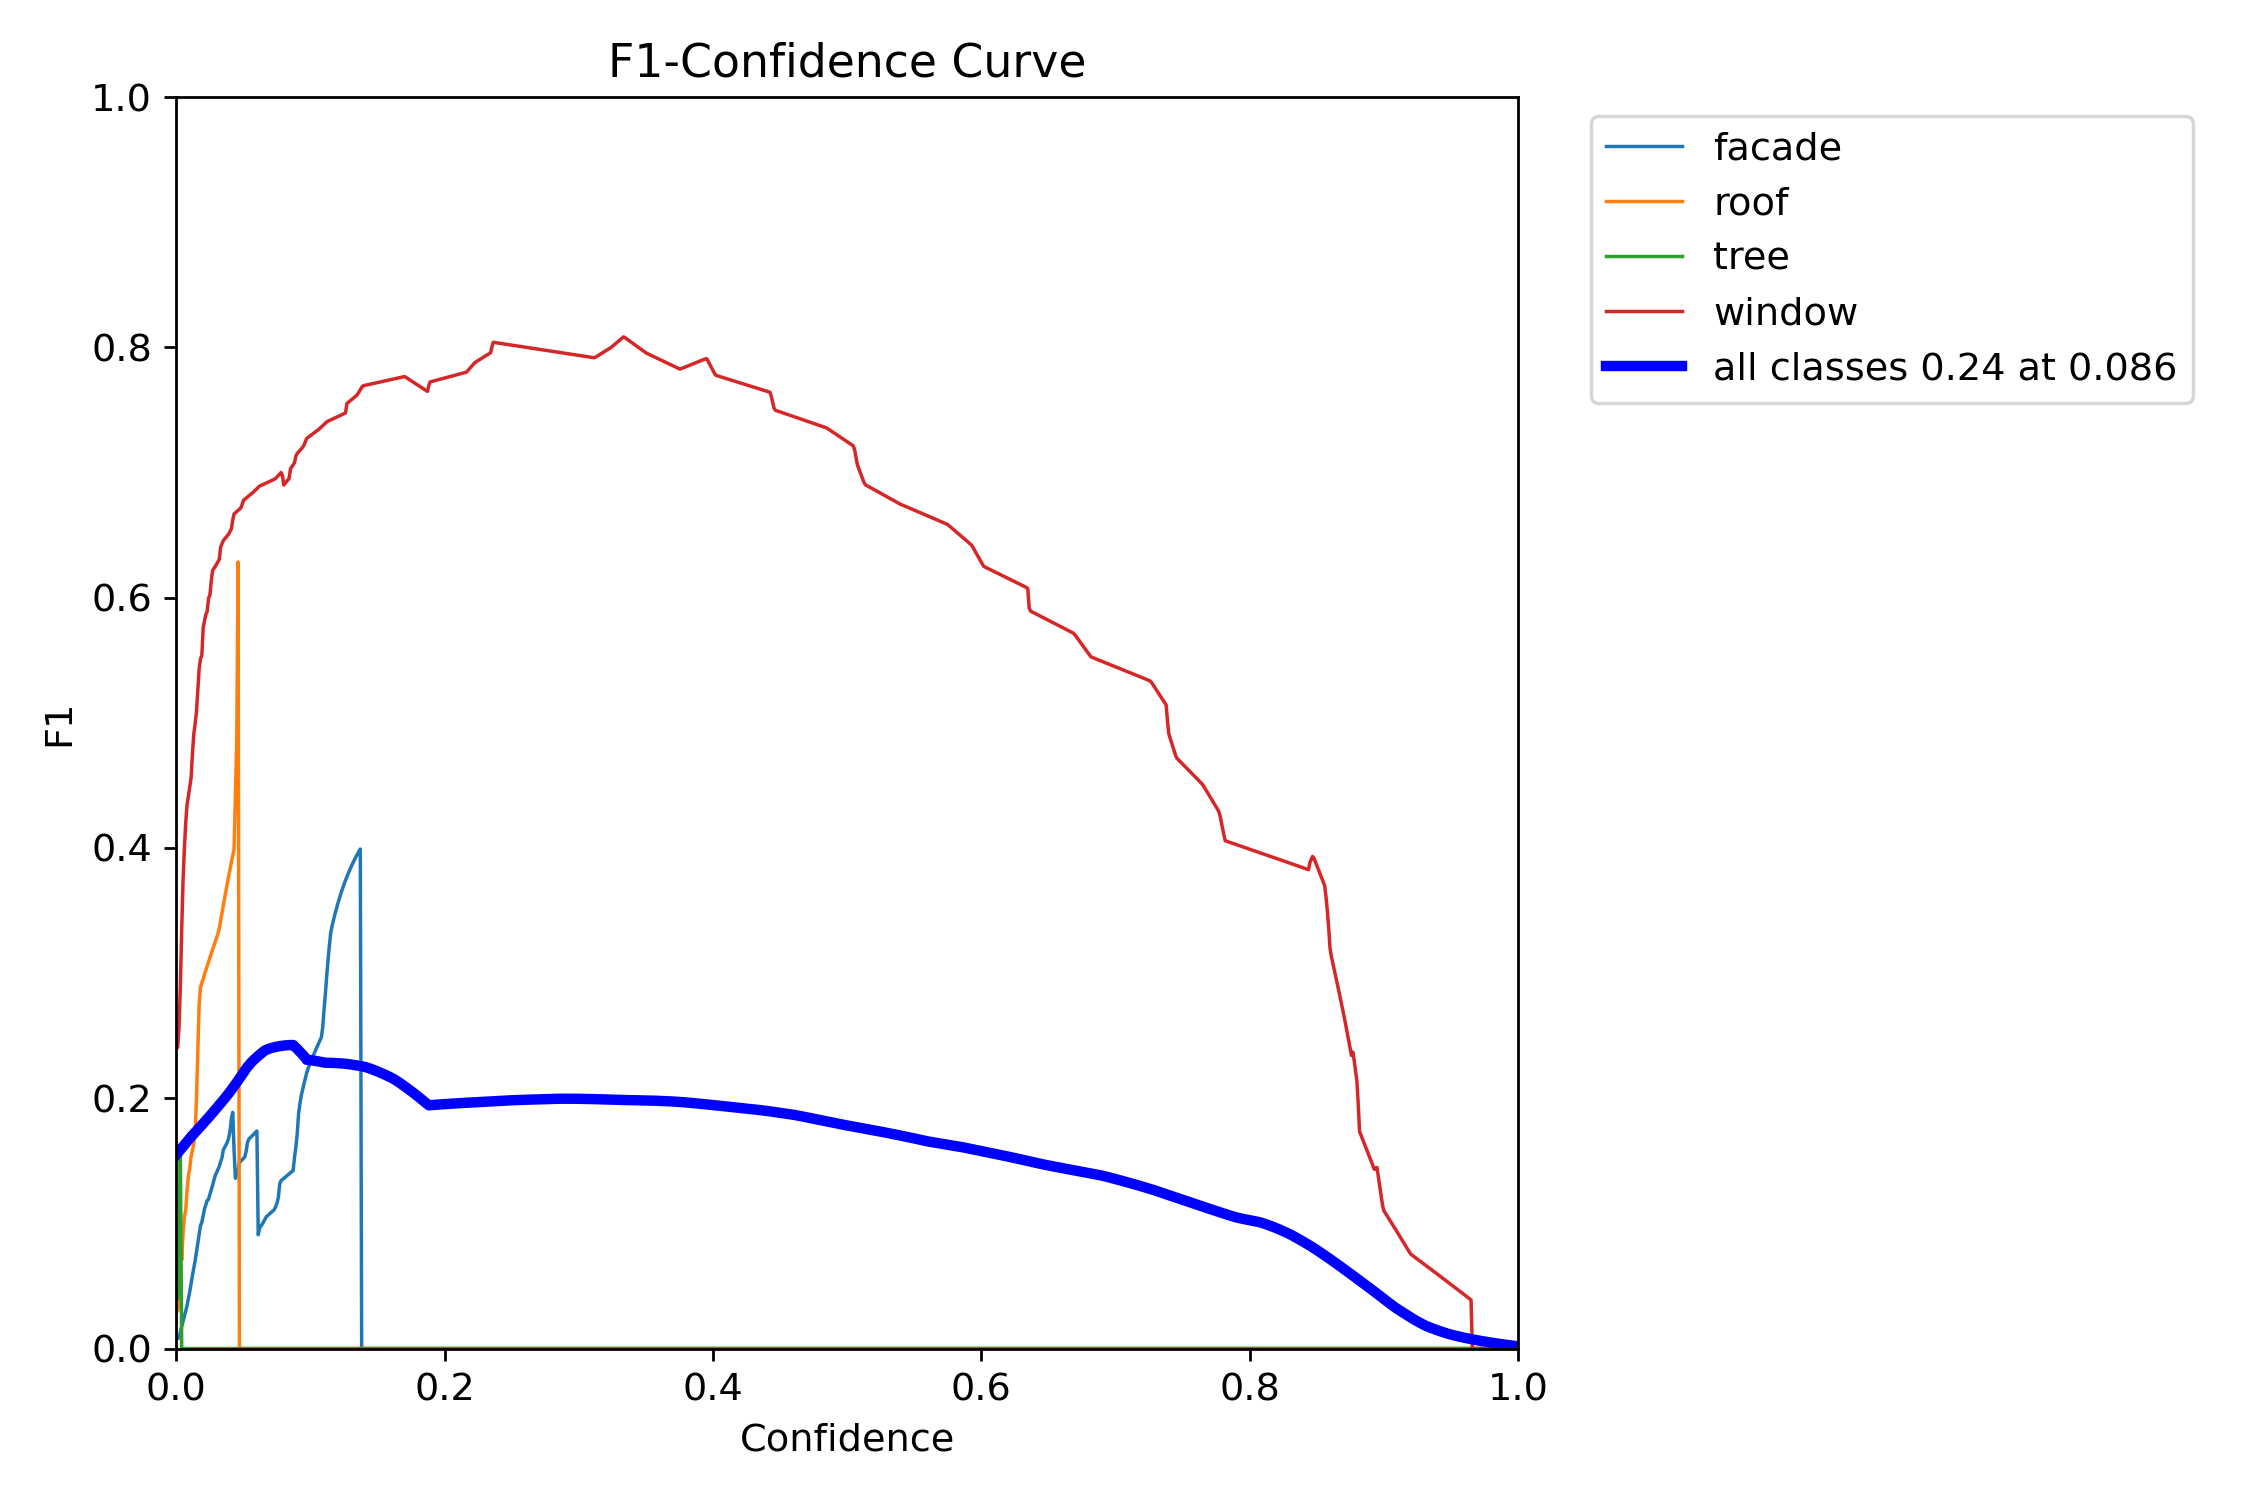 F1-Confidence Curve
1.0
0.8
0.6
0.4
0.2
0.0
F1
0.0 0.2 0.4 0.6 0.8 1.0
Confidence
facade
roof
tree
window
all classes 0.24 at 0.086